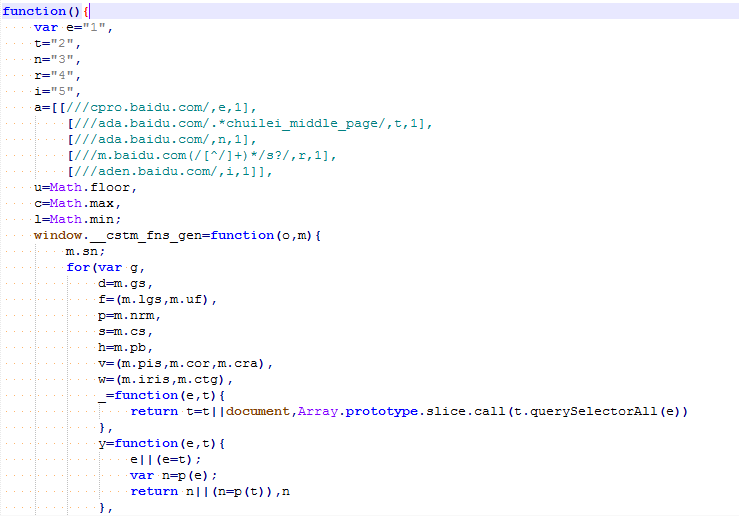 function(){
var e="1",
t="2",
n="3",
r="4",
i="5",
a=[[///cpro.baidu.com/,e,1],
[///ada.baidu.com/.*chuilei_middle_page/,t,1],
[///ada.baidu.com/,n,1],
[///m.baidu.com(/[^/]+)*/s?/,r,1],
[///aden.baidu.com/,i,1]],
u=Math.floor,
c=Math.max,
l=Math.min;
window.__cstm_fns_gen=function(o,m){
m.sn;
for(var g,
d=m.gs,
f=(m.lgs,m.uf),
p=m.nrm,
s=m.cs,
h=m.pb,
v=(m.pis,m.cor,m.cra),
w=(m.iris,m.ctg),
_=function(e,t){
return t=t||document,Array.prototype.slice.call(t.querySelectorAll(e))
},
y=function(e,t){
e||(e=t);
var n=p(e);
return n||(n=p(t)),n
},